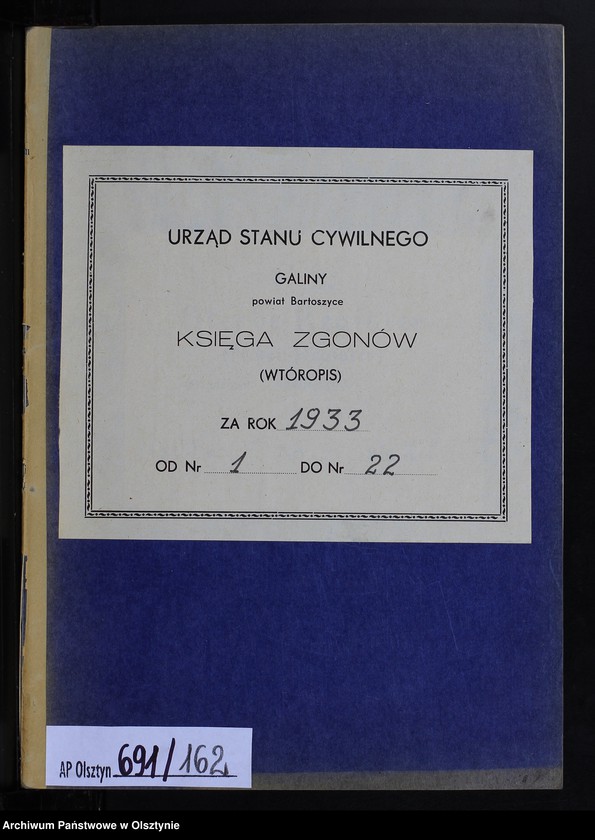 URZĄD STANU CYWILNEGO
GALINY
powiat Bartoszyce
KSIĘGA ZGONÓW
(WTÓROPIS)
ZA ROK 1933
OD Nr 1 DO Nr 22
AP Olsztyn 691/162
Archiwum Państwowe w Olsztynie